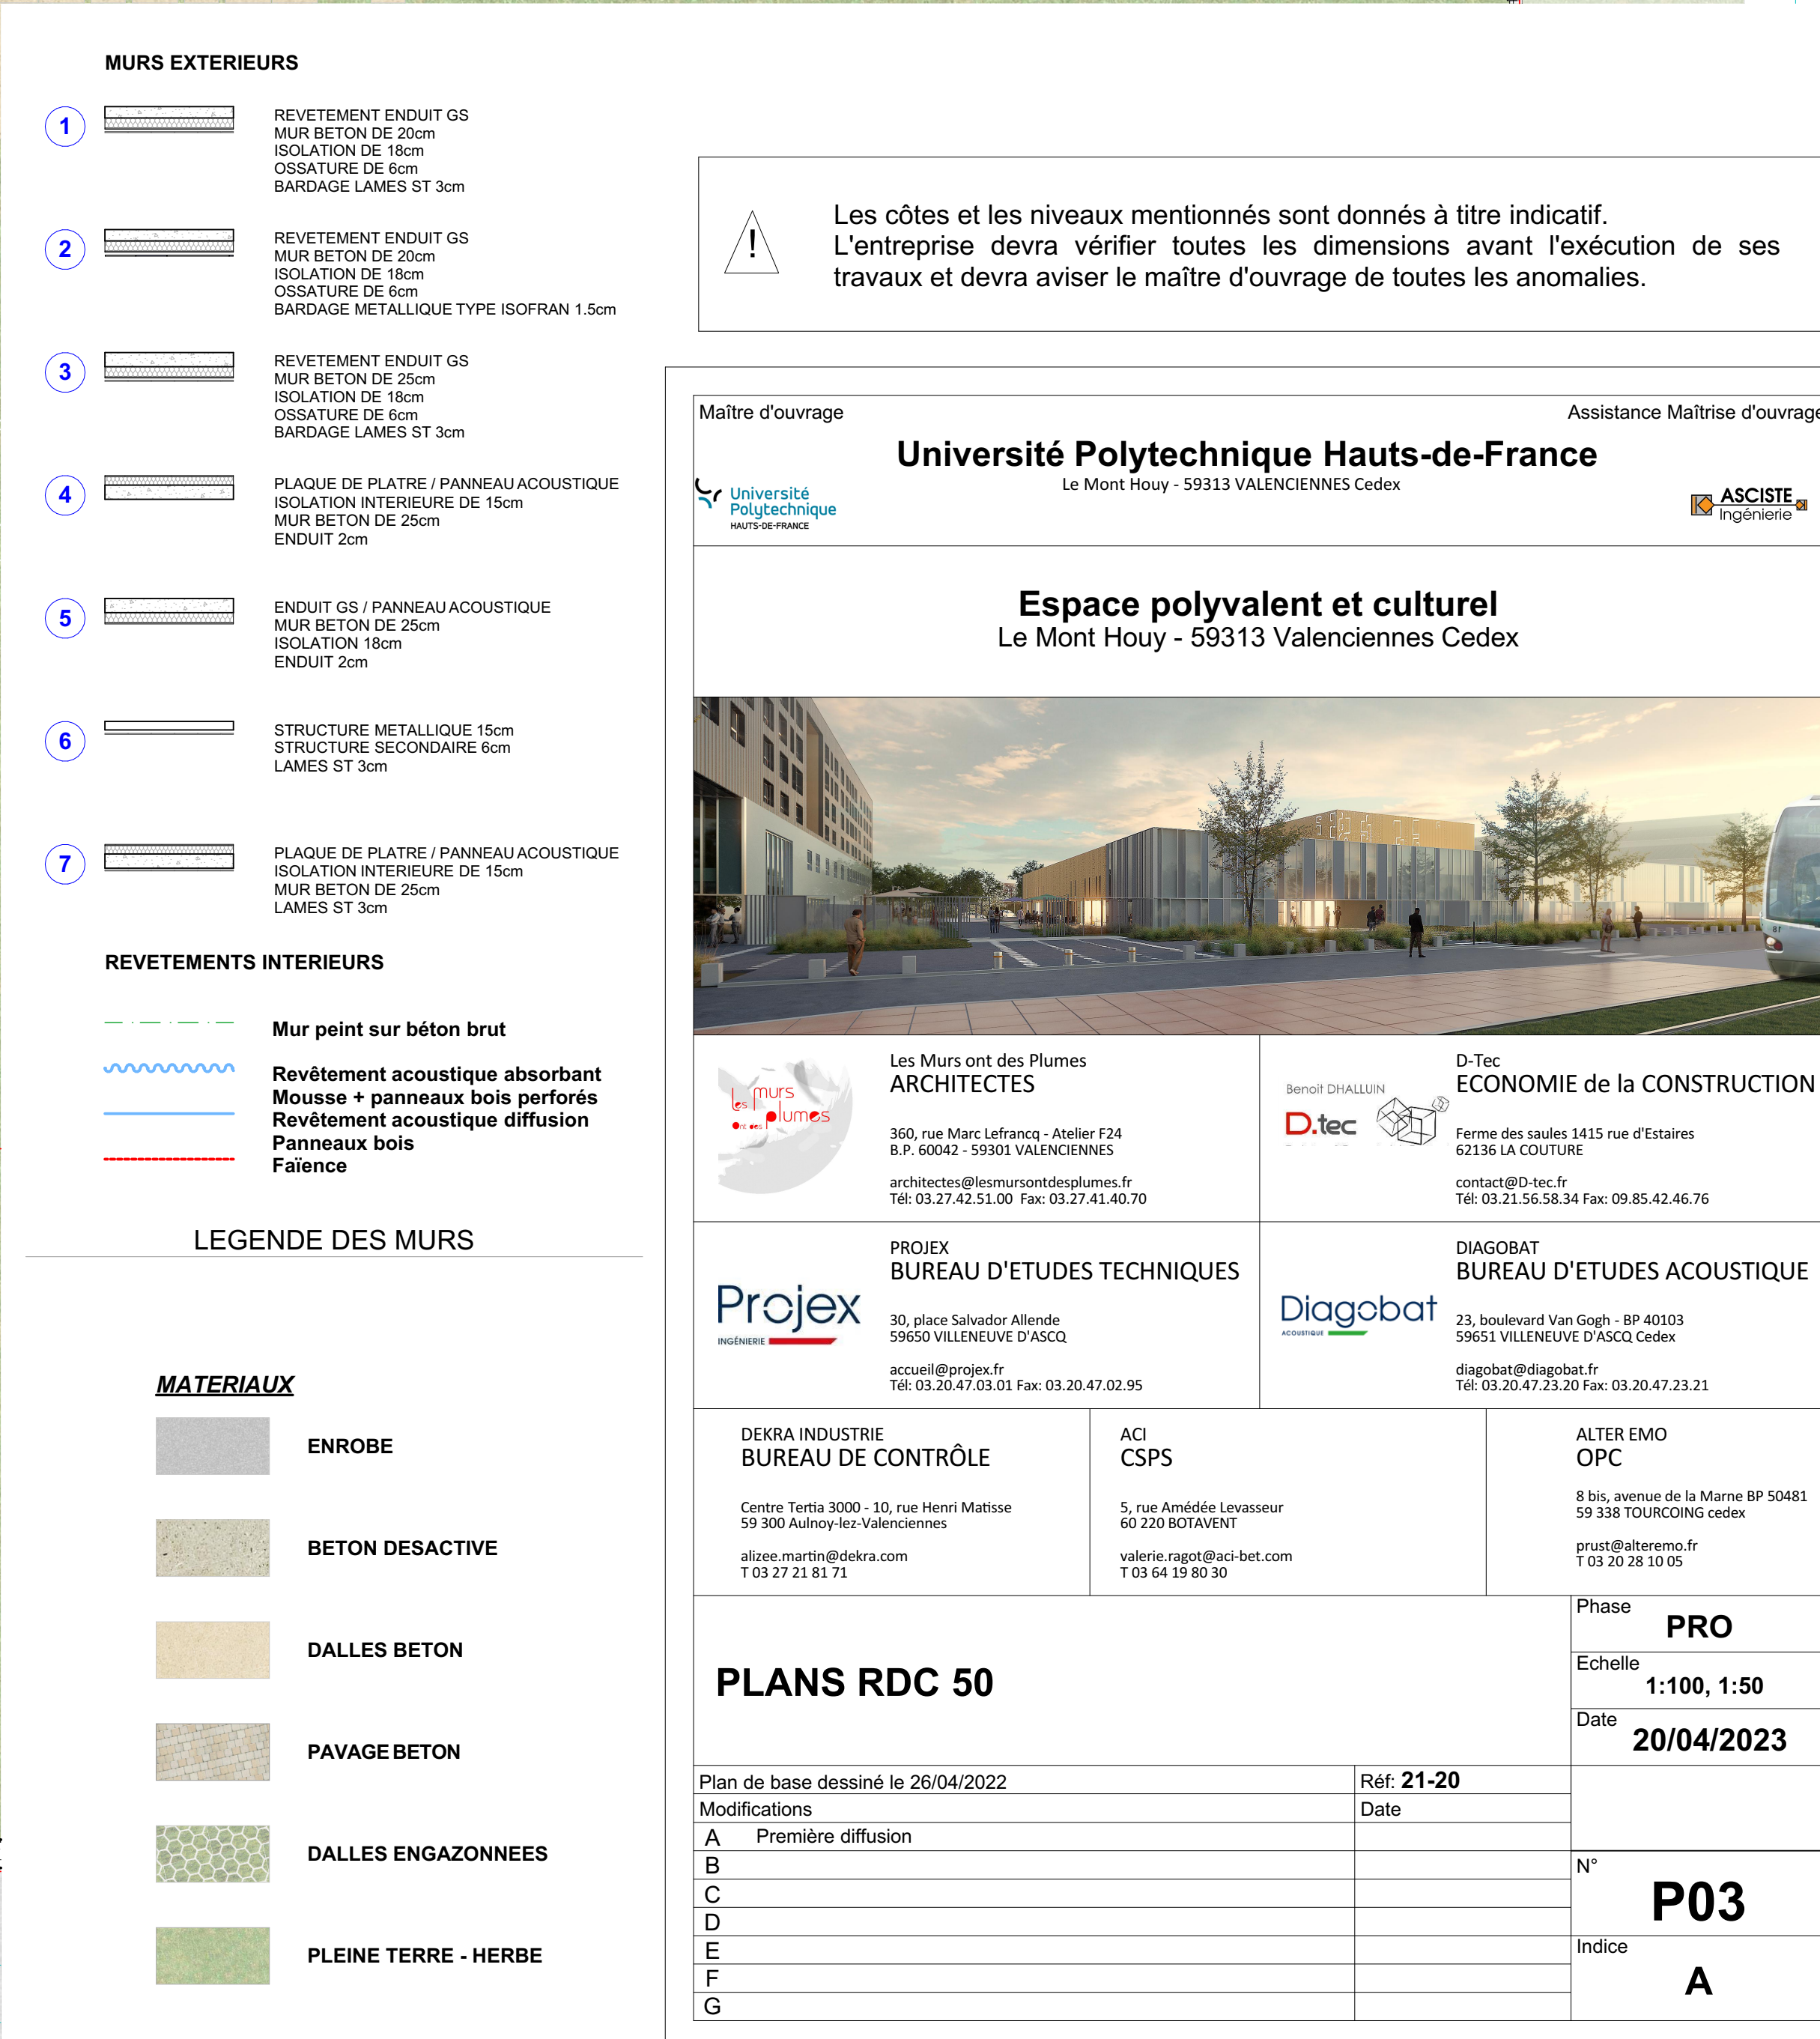 MURS EXTERIEURS
1
REVETEMENT ENDUIT GS
MUR BETON DE 20cm
ISOLATION DE 18cm
OSSATURE DE 6cm
BARDAGE LAMES ST 3cm
2
REVETEMENT ENDUIT GS
MUR BETON DE 20cm
ISOLATION DE 18cm
OSSATURE DE 6cm
BARDAGE METALLIQUE TYPE ISOFRAN 1.5cm
3
REVETEMENT ENDUIT GS
MUR BETON DE 25cm
ISOLATION DE 18cm
OSSATURE DE 6cm
BARDAGE LAMES ST 3cm
4
PLAQUE DE PLATRE / PANNEAU ACOUSTIQUE
ISOLATION INTERIEURE DE 15cm
MUR BETON DE 25cm
ENDUIT 2cm
5
ENDUIT GS / PANNEAU ACOUSTIQUE
MUR BETON DE 25cm
ISOLATION 18cm
ENDUIT 2cm
6
STRUCTURE METALLIQUE 15cm
STRUCTURE SECONDAIRE 6cm
LAMES ST 3cm
7
PLAQUE DE PLATRE / PANNEAU ACOUSTIQUE
ISOLATION INTERIEURE DE 15cm
MUR BETON DE 25cm
LAMES ST 3cm
REVETEMENTS INTERIEURS
Mur peint sur béton brut
Revêtement acoustique absorbant
Mousse + panneaux bois perforés
Revêtement acoustique diffusion
Panneaux bois
Faïence
LEGENDE DES MURS
MATERIAUX
ENROBE
BETON DESACTIVE
DALLES BETON
PAVAGE BETON
DALLES ENGAZONNEES
PLEINE TERRE - HERBE
!
Les côtes et les niveaux mentionnés sont donnés à titre indicatif.
L'entreprise devra vérifier toutes les dimensions avant l'exécution de ses
travaux et devra aviser le maître d'ouvrage de toutes les anomalies.
Maître d'ouvrage
Assistance Maîtrise d'ouvrage
Université Polytechnique Hauts-de-France
Le Mont Houy - 59313 VALENCIENNES Cedex
Université
Polytechnique
HAUTS-DE-FRANCE
ASCISTE
Ingénierie
Espace polyvalent et culturel
Le Mont Houy - 59313 Valenciennes Cedex
les murs
ont des plumes
Les Murs ont des Plumes
ARCHITECTES
360, rue Marc Lefrancq - Atelier F24
B.P. 60042 - 59301 VALENCIENNES
architectes@lesmursontdesplumes.fr
Tél: 03.27.42.51.00 Fax: 03.27.41.40.70
Benoit DHALLUIN
D.tec
D-Tec
ECONOMIE de la CONSTRUCTION
Ferme des saules 1415 rue d'Estaires
62136 LA COUTURE
contact@D-tec.fr
Tél: 03.21.56.58.34 Fax: 09.85.42.46.76
Projex
INGÉNIERIE
PROJEX
BUREAU D'ETUDES TECHNIQUES
30, place Salvador Allende
59650 VILLENEUVE D'ASCQ
accueil@projex.fr
Tél: 03.20.47.03.01 Fax: 03.20.47.02.95
Diagobat
ACOUSTIQUE
DIAGOBAT
BUREAU D'ETUDES ACOUSTIQUE
23, boulevard Van Gogh - BP 40103
59651 VILLENEUVE D'ASCQ Cedex
diagobat@diagobat.fr
Tél: 03.20.47.23.20 Fax: 03.20.47.23.21
DEKRA INDUSTRIE
BUREAU DE CONTRÔLE
Centre Tertia 3000 - 10, rue Henri Matisse
59 300 Aulnoy-lez-Valenciennes
alizee.martin@dekra.com
T 03 27 21 81 71
ACI
CSPS
5, rue Amédée Levasseur
60 220 BOTAVENT
valerie.ragot@aci-bet.com
T 03 64 19 80 30
ALTER EMO
OPC
8 bis, avenue de la Marne BP 50481
59 338 TOURCOING cedex
prust@alteremo.fr
T 03 20 28 10 05
PLANS RDC 50
Phase
PRO
Echelle
1:100, 1:50
Date
20/04/2023
Plan de base dessiné le 26/04/2022
Réf: 21-20
Modifications
Date
A Première diffusion
B
C
D
E
F
G
N°
P03
Indice
A